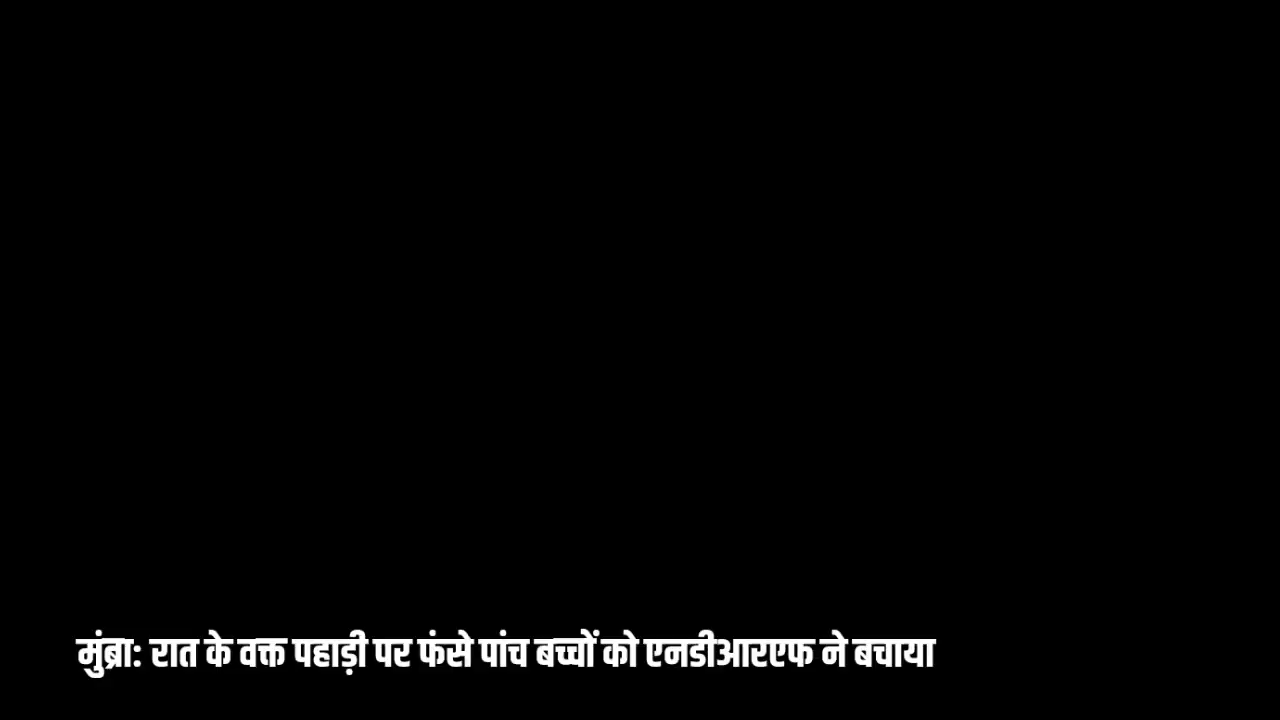 मुंब्रा: रात के वक्त पहाड़ी पर फंसे पांच बच्चों को एनडीआरएफ ने बचाया